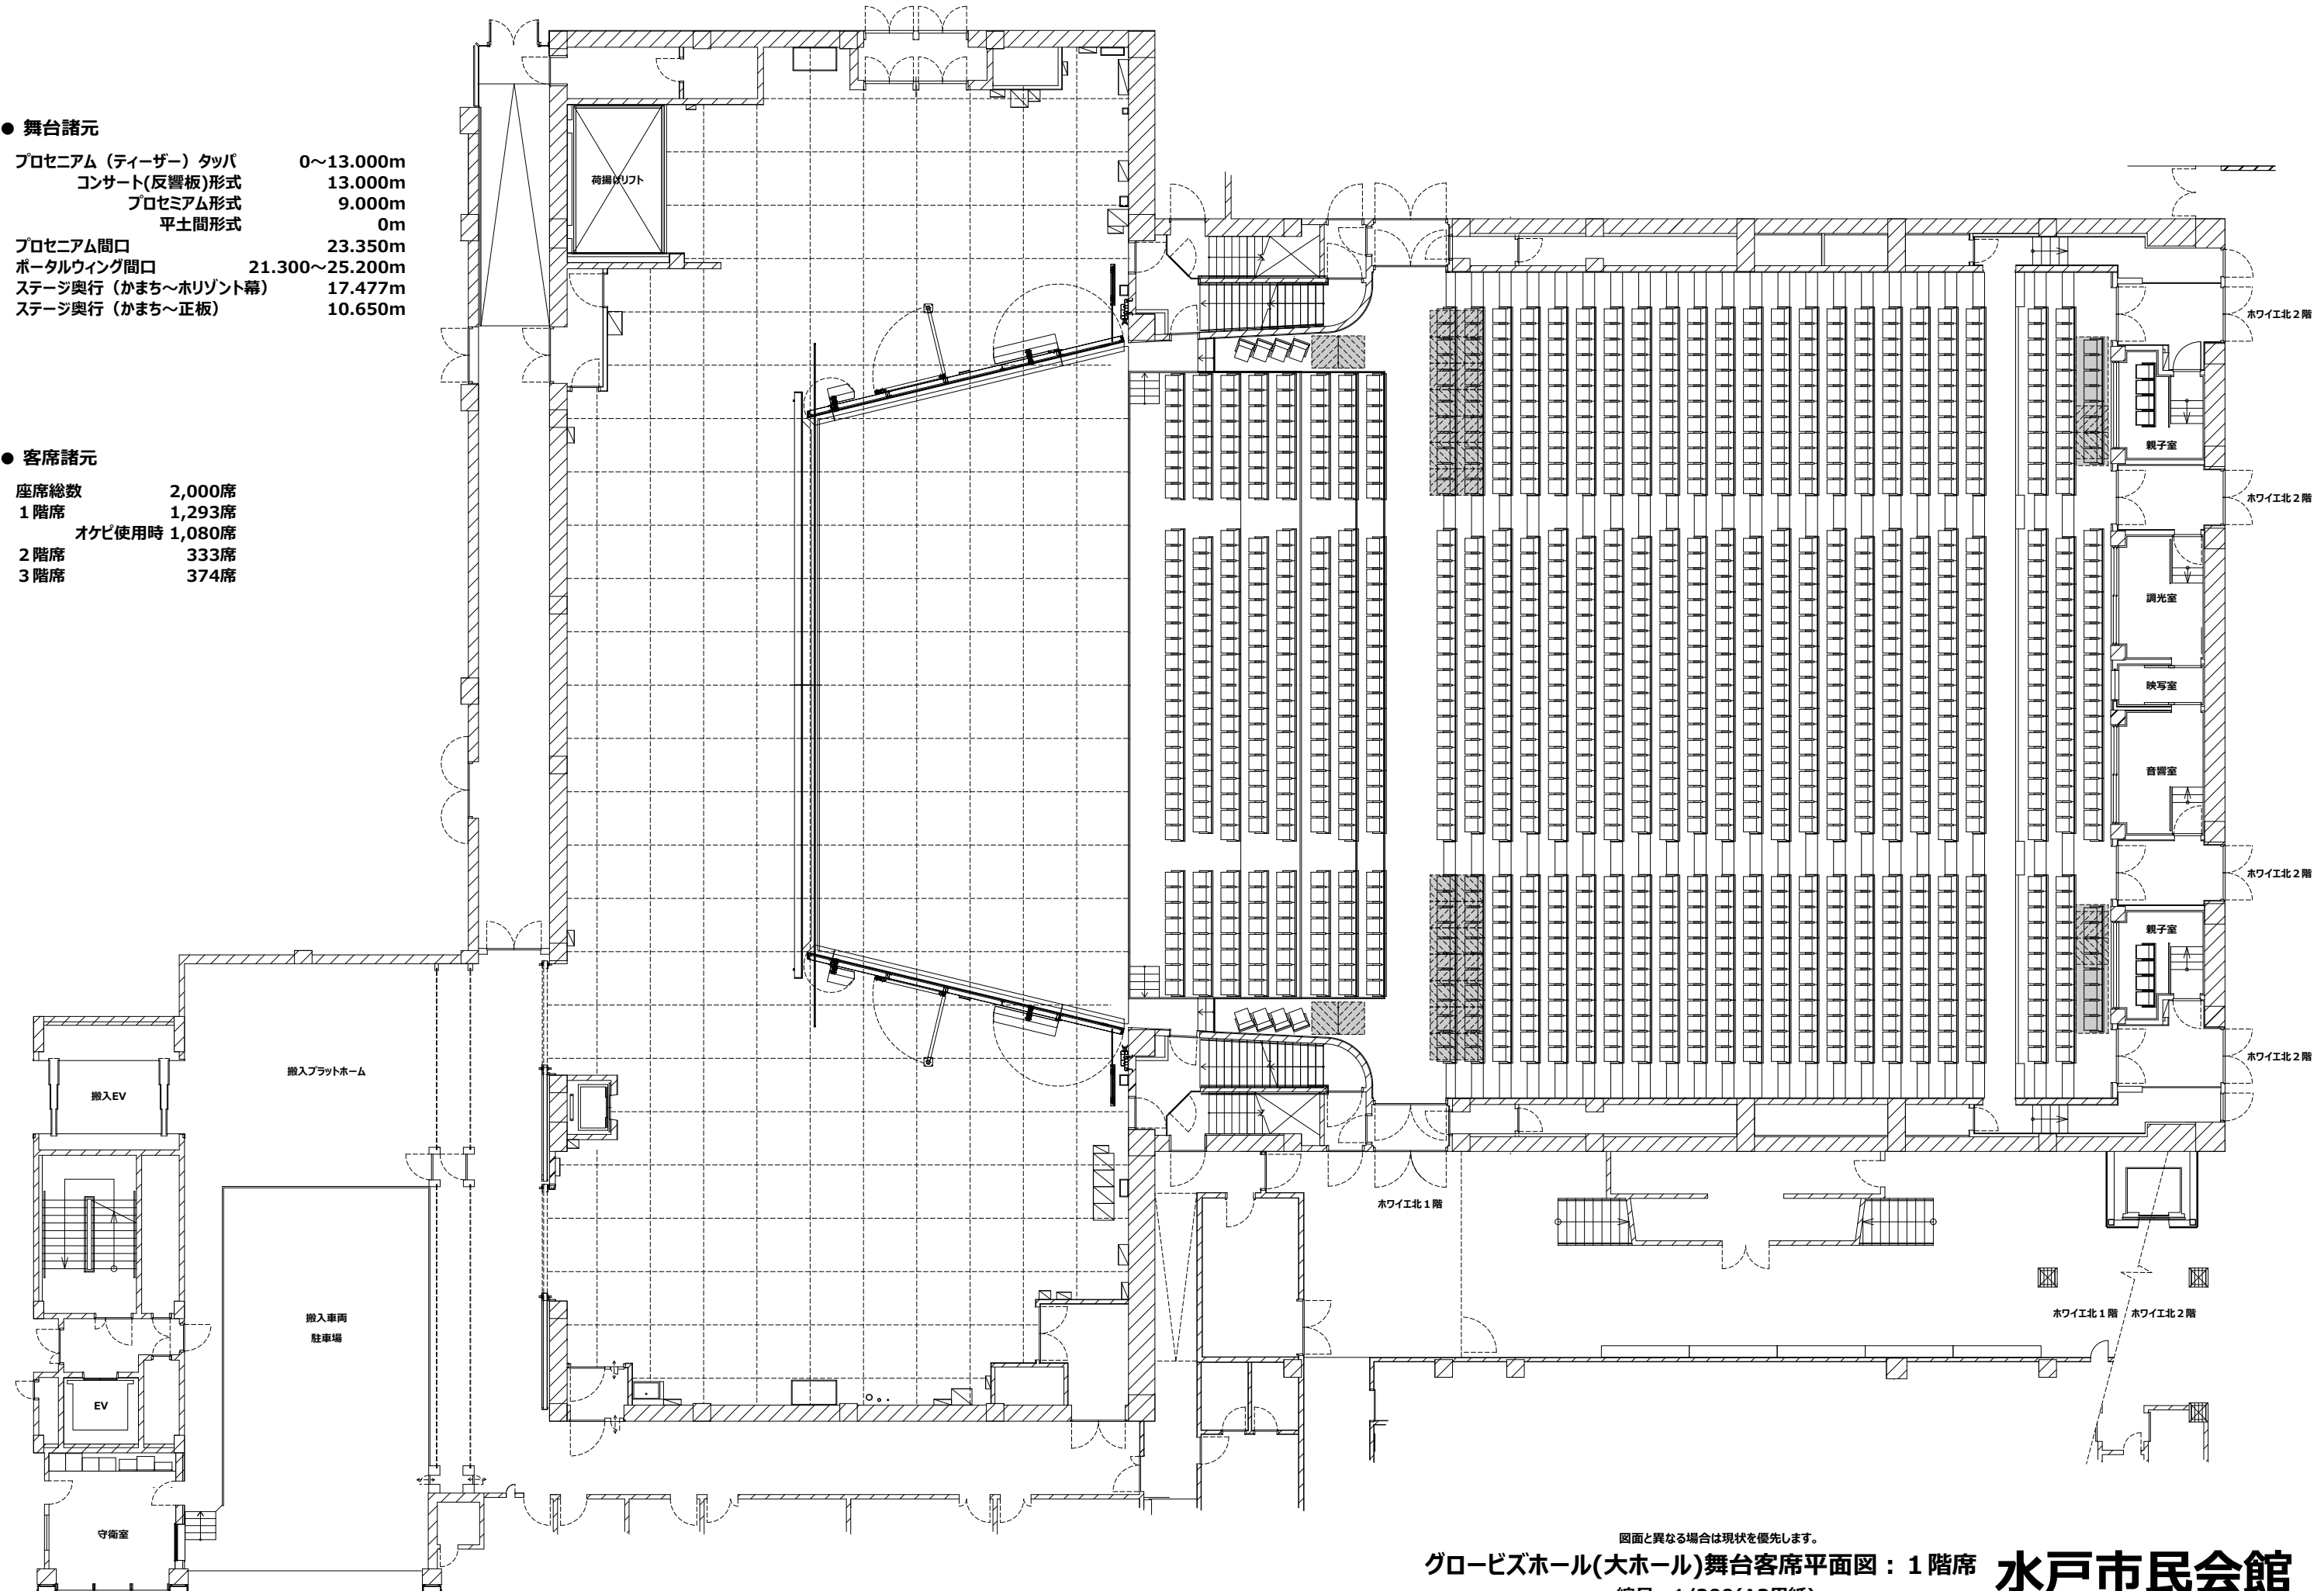 ● 舞台諸元
プロセニアム（ティーザー）タッパ 0～13.000m
コンサート(反響板)形式 13.000m
プロセミアム形式 9.000m
平土間形式 0m
プロセニアム間口 23.350m
ポータルウィング間口 21.300～25.200m
ステージ奥行（かまち～ホリゾント幕） 17.477m
ステージ奥行（かまち～正板） 10.650m
● 客席諸元
座席総数 2,000席
１階席 1,293席
オケピ使用時 1,080席
２階席 333席
３階席 374席
荷揚げリフト
ホワイエ北２階
親子室
ホワイエ北２階
調光室
映写室
音響室
ホワイエ北２階
親子室
ホワイエ北２階
搬入プラットホーム
搬入EV
ホワイエ北１階
ホワイエ北１階
ホワイエ北２階
搬入車両
駐車場
EV
守衛室
図面と異なる場合は現状を優先します。
グロービズホール(大ホール)舞台客席平面図：１階席
水戸市民会館